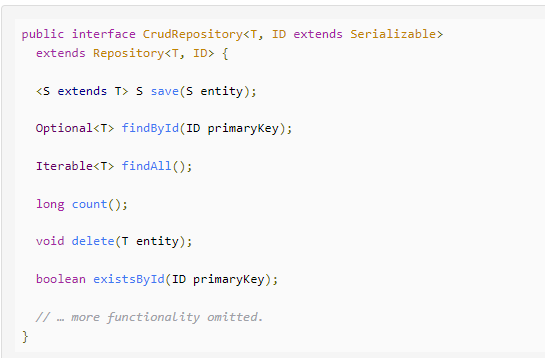 public interface CrudRepository<T, ID extends Serializable>
extends Repository<T, ID> {
<S extends T> S save(S entity);
Optional<T> findById(ID primaryKey);
Iterable<T> findAll();
long count();
void delete(T entity);
boolean existsById(ID primaryKey);
// … more functionality omitted.
}